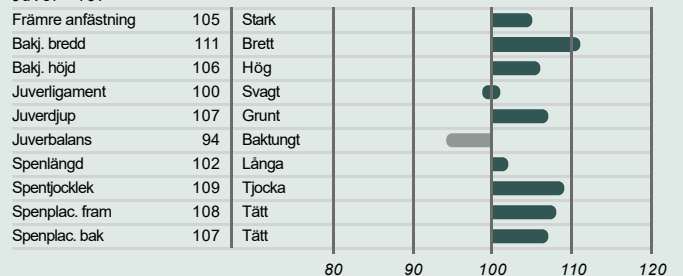 Främre anfästning 105 Stark
Bakj. bredd 111 Brett
Bakj. höjd 106 Hög
Juverligament 100 Svagt
Juverdjup 107 Grunt
Juverbalans 94 Baktungt
Spenlängd 102 Långa
Spentjocklek 109 Tjocka
Spenplac. fram 108 Tätt
Spenplac. bak 107 Tätt
80 90 100 110 120